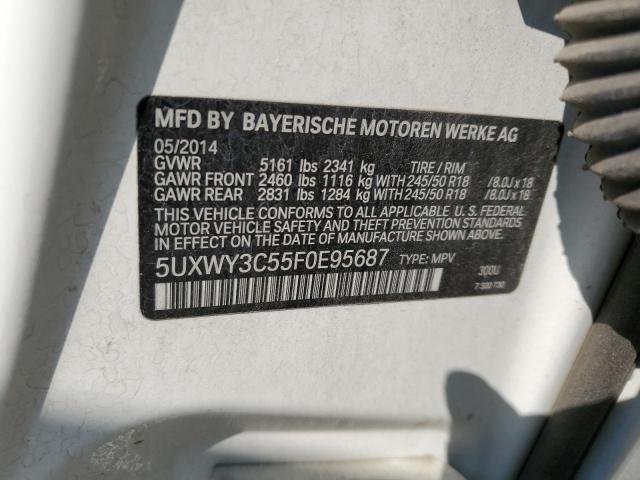 MFD BY BAYERISCHE MOTOREN WERKE AG
05/2014
GVWR 5161 lbs 2341 kg TIRE / RIM
GAWR FRONT 2460 lbs 1116 kg WITH 245/50 R18 /8.0J x 18
GAWR REAR 2831 lbs 1284 kg WITH 245/50 R18 /8.0J x 18
THIS VEHICLE CONFORMS TO ALL APPLICABLE U.S. FEDERAL
MOTOR VEHICLE SAFETY AND THEFT PREVENTION STANDARDS
IN EFFECT ON THE DATE OF MANUFACTURE SHOWN ABOVE.
5UXWY3C55F0E95687 TYPE: MPV 300U
7 300 730